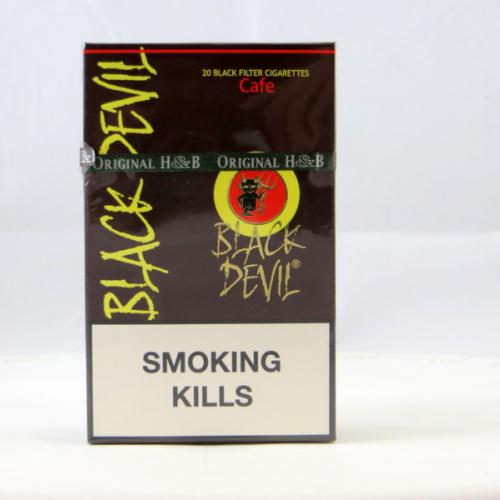 BLACK DEVIL
20 BLACK FILTER CIGARETTES
Cafe
ORIGINAL H&B ORIGINAL H&B
BLACK
DEVIL®
SMOKING
KILLS